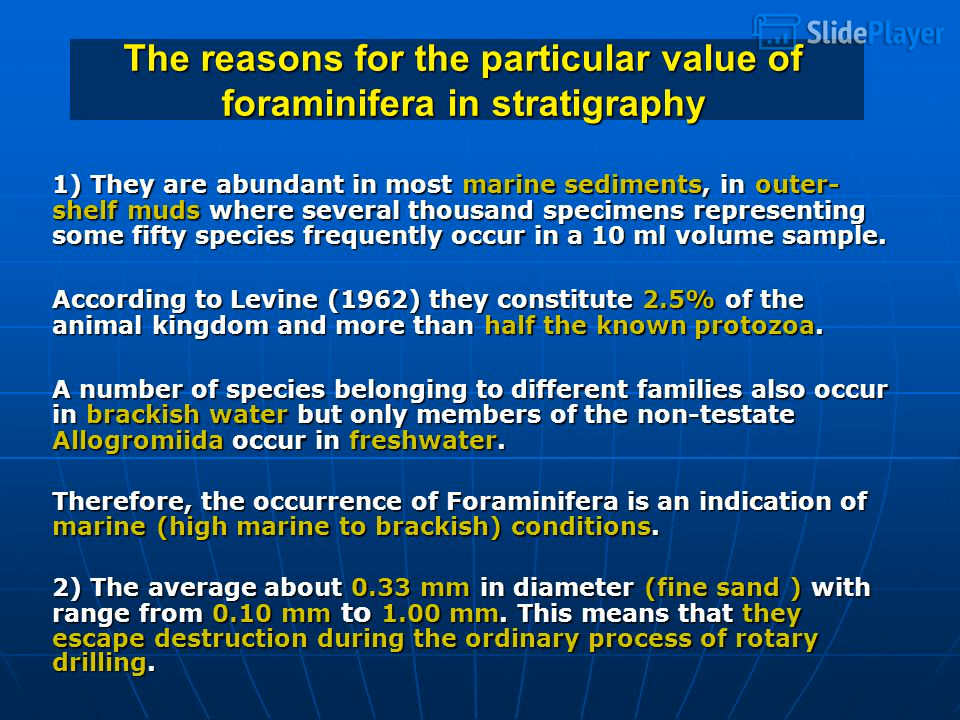 SlidePlayer
The reasons for the particular value of
foraminifera in stratigraphy
1) They are abundant in most marine sediments, in outer-
shelf muds where several thousand specimens representing
some fifty species frequently occur in a 10 ml volume sample.
According to Levine (1962) they constitute 2.5% of the
animal kingdom and more than half the known protozoa.
A number of species belonging to different families also occur
in brackish water but only members of the non-testate
Allogromiida occur in freshwater.
Therefore, the occurrence of Foraminifera is an indication of
marine (high marine to brackish) conditions.
2) The average about 0.33 mm in diameter (fine sand ) with
range from 0.10 mm to 1.00 mm. This means that they
escape destruction during the ordinary process of rotary
drilling.